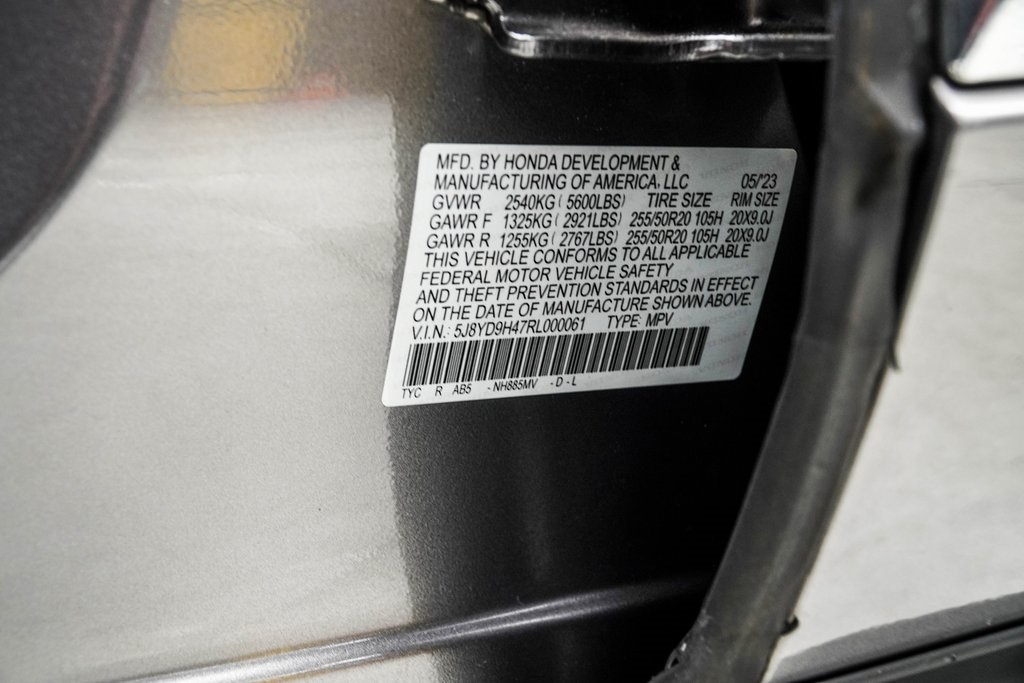 MFD. BY HONDA DEVELOPMENT &
MANUFACTURING OF AMERICA, LLC 05/'23
GVWR 2540KG ( 5600LBS) TIRE SIZE RIM SIZE
GAWR F 1325KG ( 2921LBS) 255/50R20 105H 20X9.0J
GAWR R 1255KG ( 2767LBS) 255/50R20 105H 20X9.0J
THIS VEHICLE CONFORMS TO ALL APPLICABLE
FEDERAL MOTOR VEHICLE SAFETY
AND THEFT PREVENTION STANDARDS IN EFFECT
ON THE DATE OF MANUFACTURE SHOWN ABOVE.
V.I.N.: 5J8YD9H47RL000061 TYPE: MPV
TYC R AB5 -NH885MV -D-L